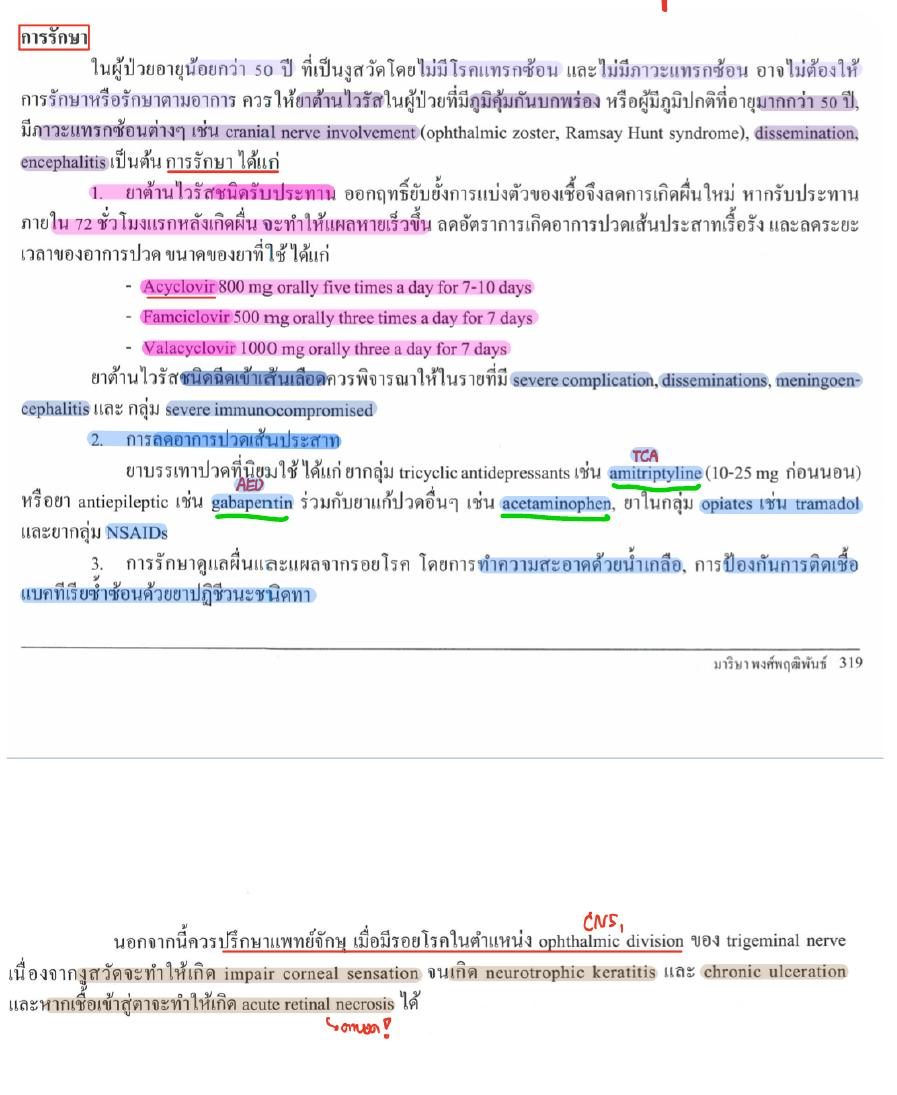 การรักษา
ในผู้ป่วยอายุน้อยกว่า 50 ปี ที่เป็นงูสวัดโดยไม่มีโรคแทรกซ้อน และไม่มีภาวะแทรกซ้อน อาจไม่ต้องให้
การรักษาหรือรักษาตามอาการ ควรให้ยาต้านไวรัสในผู้ป่วยที่มีภูมิคุ้มกันบกพร่อง หรือผู้มีภูมิปกติที่อายุมากกว่า 50 ปี,
มีภาวะแทรกซ้อนต่างๆ เช่น cranial nerve involvement (ophthalmic zoster, Ramsay Hunt syndrome), dissemination,
encephalitis เป็นต้น การรักษา ได้แก่
1. ยาต้านไวรัสชนิดรับประทาน ออกฤทธิ์ยับยั้งการแบ่งตัวของเชื้อจึงลดการเกิดผื่นใหม่ หากรับประทาน
ภายใน 72 ชั่วโมงแรกหลังเกิดผื่น จะทำให้แผลหายเร็วขึ้น ลดอัตราการเกิดอาการปวดเส้นประสาทเรื้อรัง และลดระยะ
เวลาของอาการปวด ขนาดของยาที่ใช้ ได้แก่
- Acyclovir 800 mg orally five times a day for 7-10 days
- Famciclovir 500 mg orally three times a day for 7 days
- Valacyclovir 1000 mg orally three a day for 7 days
ยาต้านไวรัสชนิดฉีดเข้าเส้นเลือดควรพิจารณาให้ในรายที่มี severe complication, disseminations, meningoen-
cephalitis และ กลุ่ม severe immunocompromised
2. การลดอาการปวดเส้นประสาท
TCA
ยาบรรเทาปวดที่นิยมใช้ ได้แก่ ยากลุ่ม tricyclic antidepressants เช่น amitriptyline (10-25 mg ก่อนนอน)
AED
หรือยา antiepileptic เช่น gabapentin ร่วมกับยาแก้ปวดอื่นๆ เช่น acetaminophen, ยาในกลุ่ม opiates เช่น tramadol
และยากลุ่ม NSAIDs
3. การรักษาดูแลผื่นและแผลจากรอยโรค โดยการทำความสะอาดด้วยน้ำเกลือ, การป้องกันการติดเชื้อ
แบคทีเรียซ้ำซ้อนด้วยยาปฏิชีวนะชนิดทา
มาริษา พงศ์พฤฒิพันธ์ 319
CN5,
นอกจากนี้ควรปรึกษาแพทย์จักษุ เมื่อมีรอยโรคในตำแหน่ง ophthalmic division ของ trigeminal nerve
เนื่องจากงูสวัดจะทำให้เกิด impair corneal sensation จนเกิด neurotrophic keratitis และ chronic ulceration
และหากเชื้อเข้าสู่ตาจะทำให้เกิด acute retinal necrosis ได้